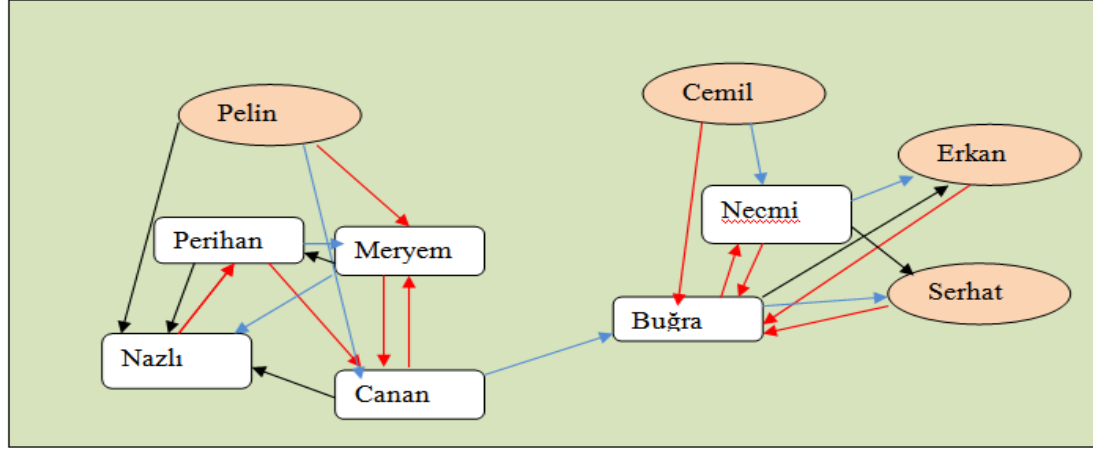 Pelin
Cemil
Erkan
Necmi
Perihan
Meryem
Serhat
Buğra
Nazlı
Canan